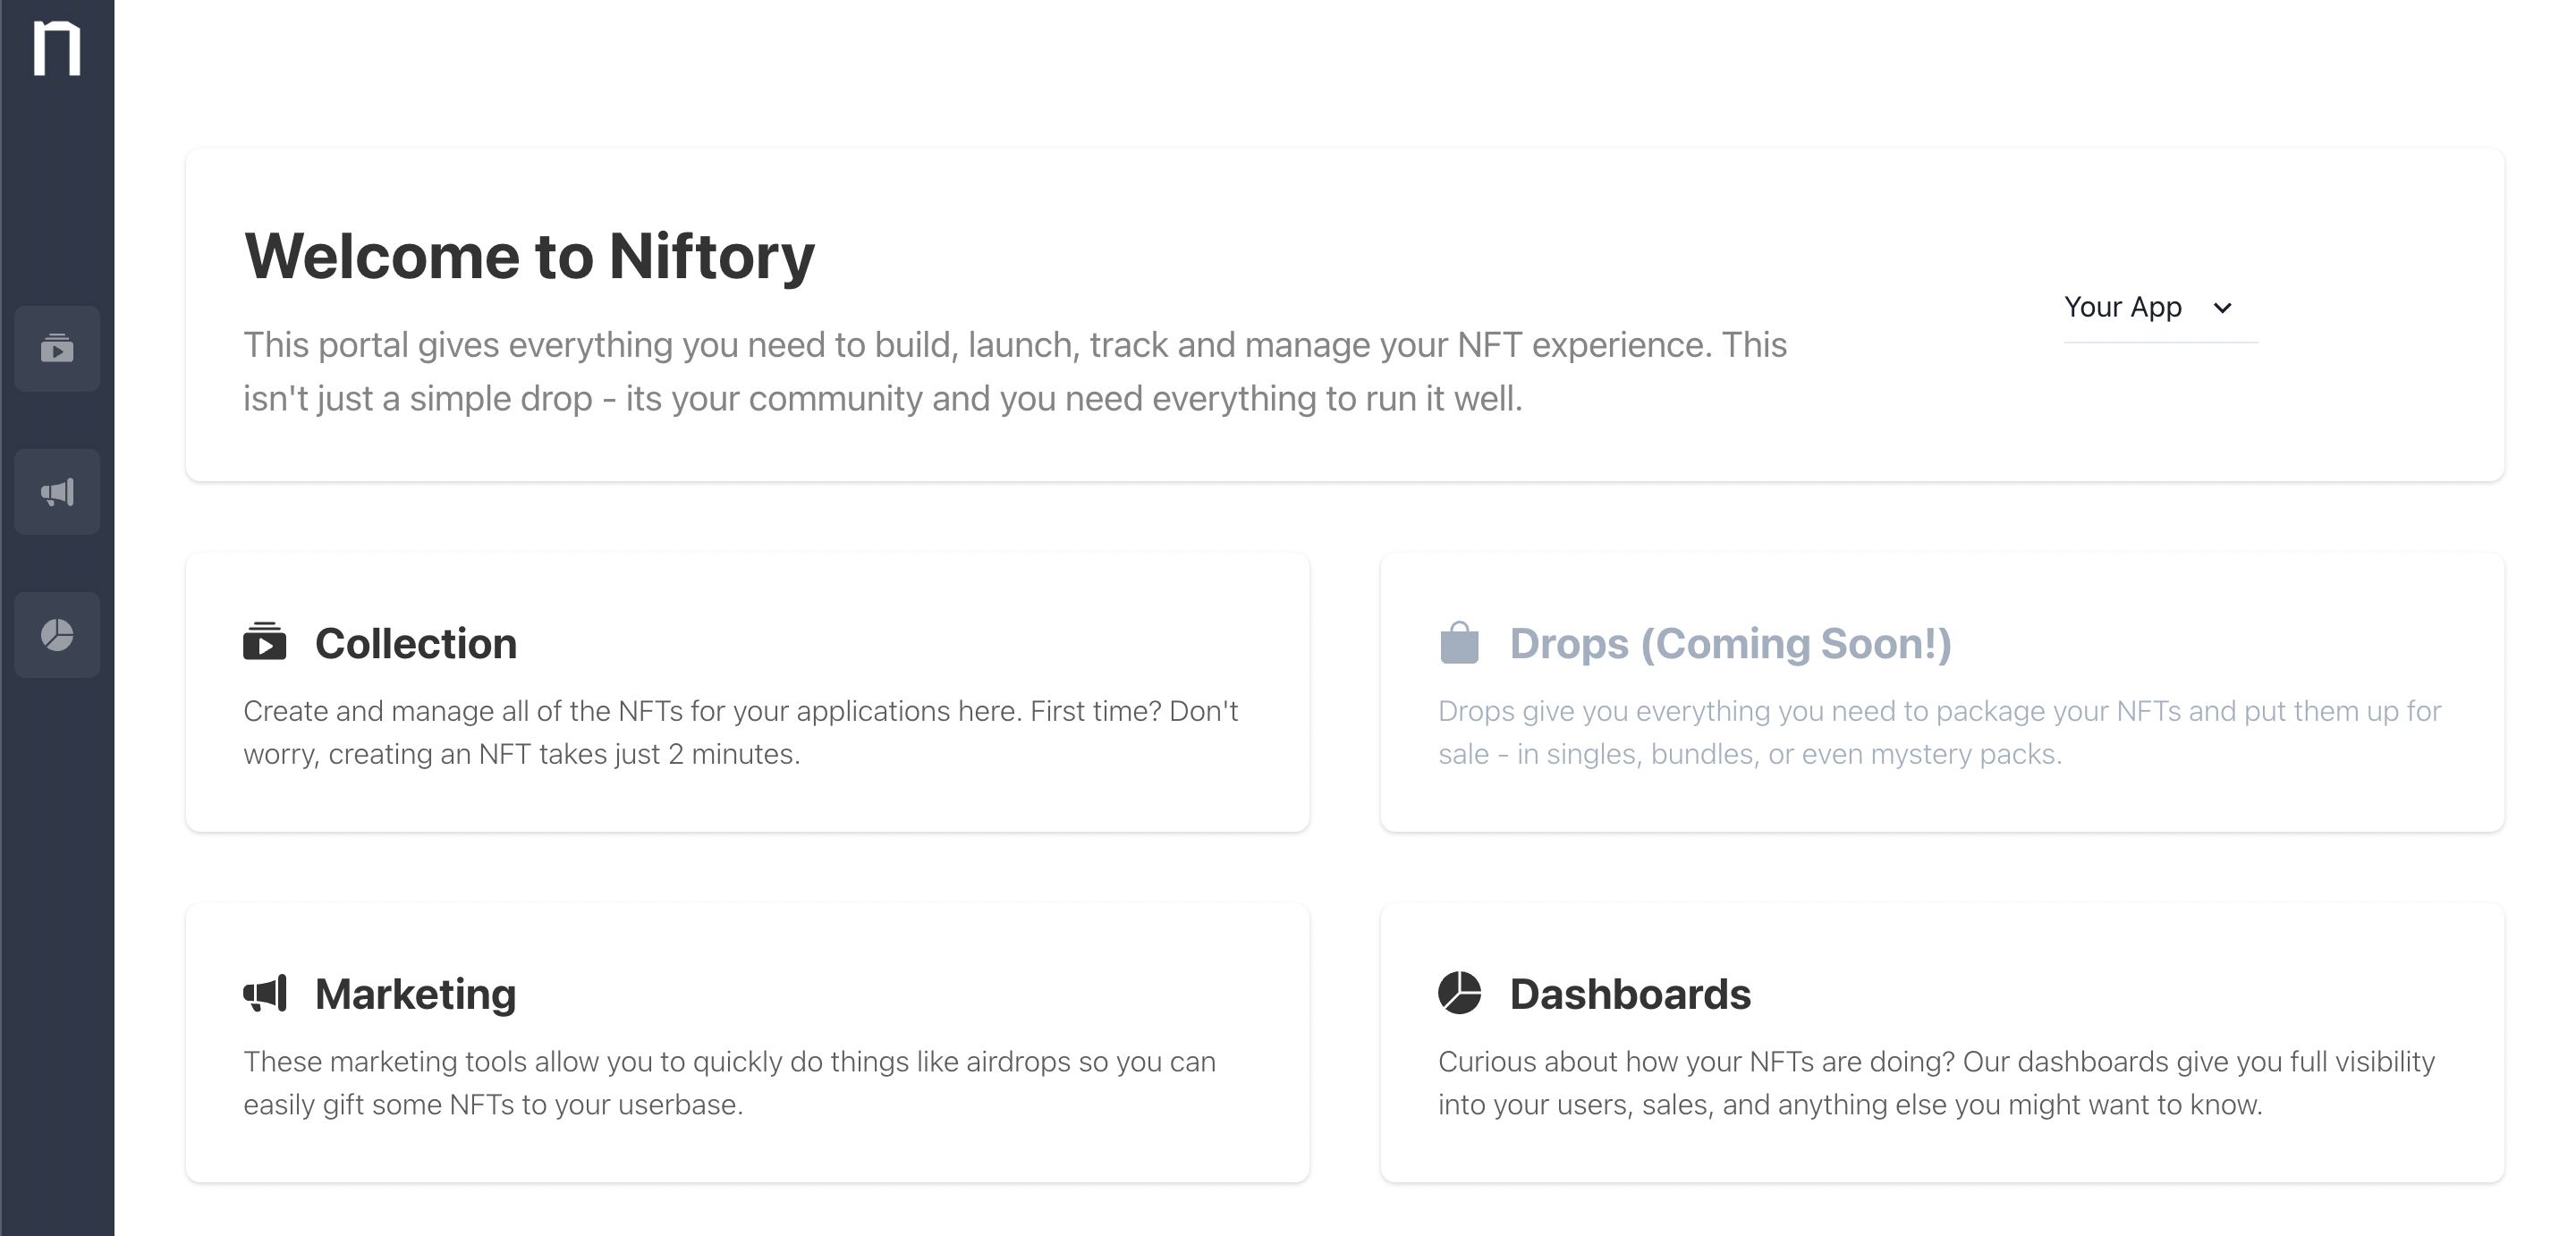 n
Welcome to Niftory
This portal gives everything you need to build, launch, track and manage your NFT experience. This
isn't just a simple drop - its your community and you need everything to run it well.
Your App
Collection
Create and manage all of the NFTs for your applications here. First time? Don't
worry, creating an NFT takes just 2 minutes.
Drops (Coming Soon!)
Drops give you everything you need to package your NFTs and put them up for
sale - in singles, bundles, or even mystery packs.
Marketing
These marketing tools allow you to quickly do things like airdrops so you can
easily gift some NFTs to your userbase.
Dashboards
Curious about how your NFTs are doing? Our dashboards give you full visibility
into your users, sales, and anything else you might want to know.